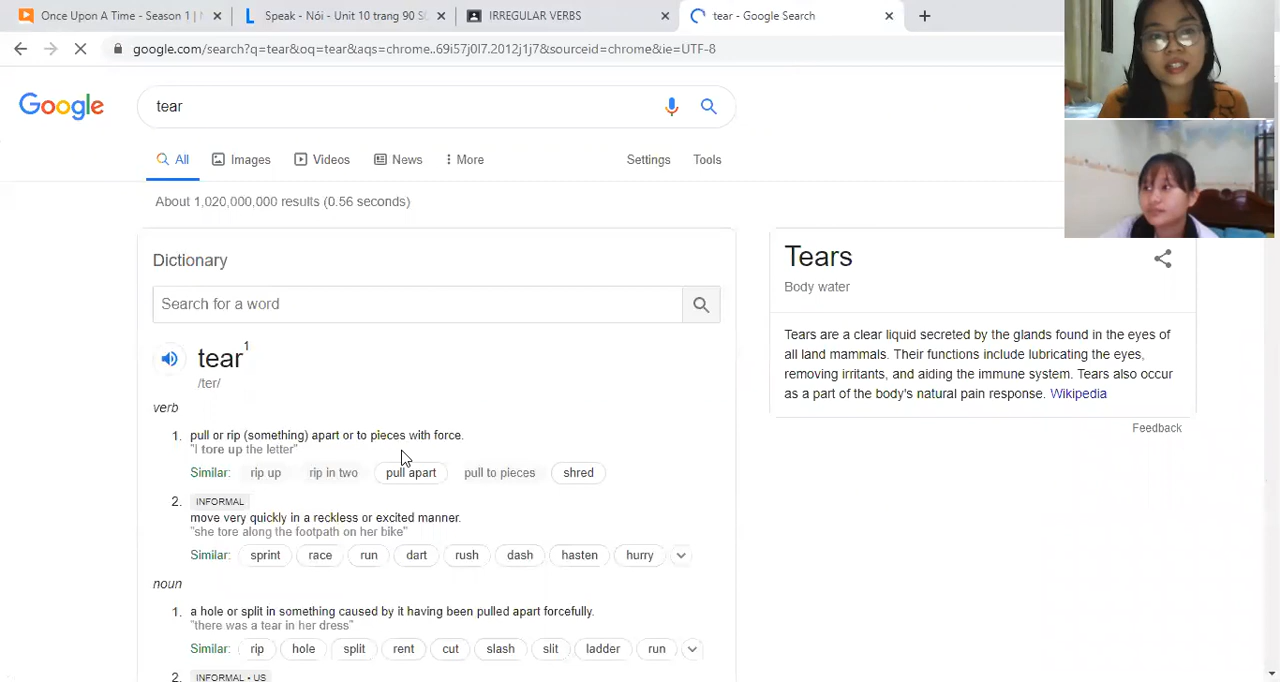 Once Upon A Time - Season 1 | N
Speak - Nói - Unit 10 trang 90 S
IRREGULAR VERBS
tear - Google Search
google.com/search?q=tear&oq=tear&aqs=chrome..69i57j0l7.2012j1j7&sourceid=chrome&ie=UTF-8
Google
tear
All Images Videos News More Settings Tools
About 1,020,000,000 results (0.56 seconds)
Dictionary
Search for a word
tear1
/ter/
verb
1. pull or rip (something) apart or to pieces with force.
"I tore up the letter"
Similar: rip up rip in two pull apart pull to pieces shred
2. INFORMAL
move very quickly in a reckless or excited manner.
"she tore along the footpath on her bike"
Similar: sprint race run dart rush dash hasten hurry
noun
1. a hole or split in something caused by it having been pulled apart forcefully.
"there was a tear in her dress"
Similar: rip hole split rent cut slash slit ladder run
2. INFORMAL • US
Tears
Body water
Tears are a clear liquid secreted by the glands found in the eyes of
all land mammals. Their functions include lubricating the eyes,
removing irritants, and aiding the immune system. Tears also occur
as a part of the body's natural pain response. Wikipedia
Feedback